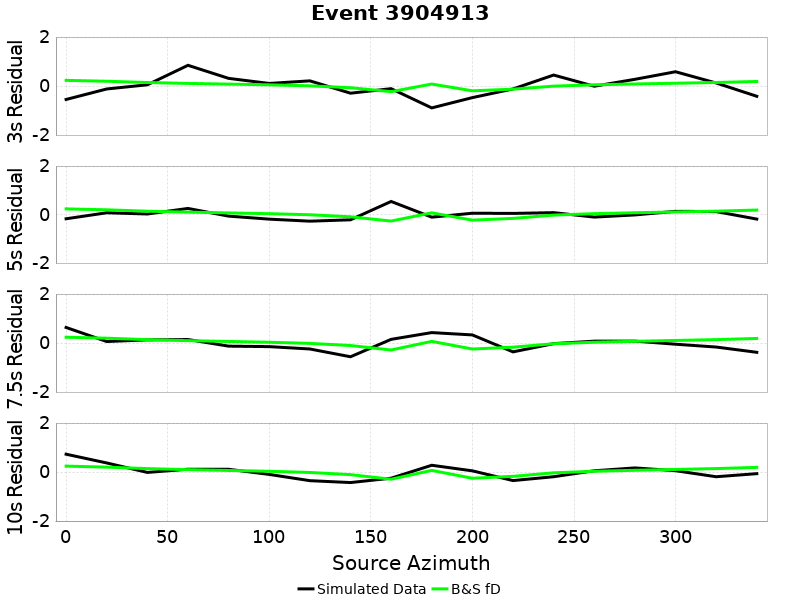 Event 3904913
3s Residual
2
0
-2
5s Residual
2
0
-2
7.5s Residual
2
0
-2
10s Residual
2
0
-2
0 50 100 150 200 250 300
Source Azimuth
Simulated Data B&S fD